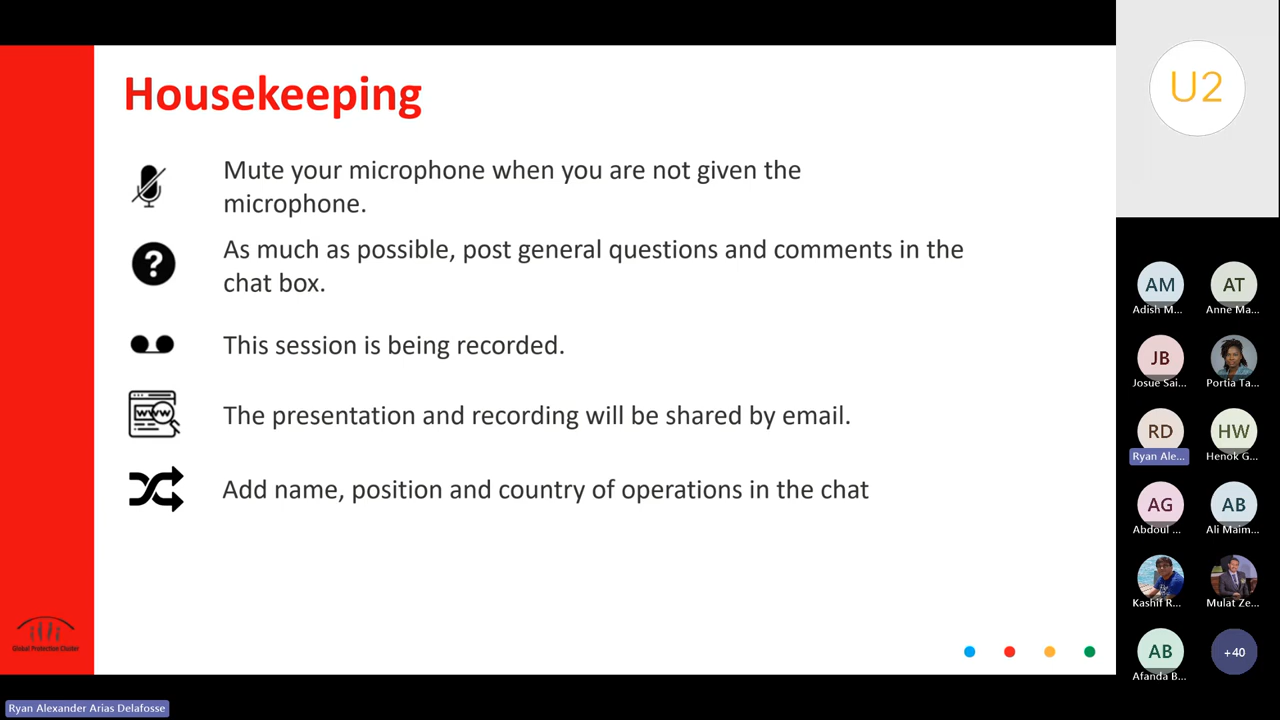 Housekeeping
Mute your microphone when you are not given the
microphone.
As much as possible, post general questions and comments in the
chat box.
This session is being recorded.
The presentation and recording will be shared by email.
Add name, position and country of operations in the chat
Global Protection Cluster
Ryan Alexander Arias Delafosse
U2
AM
Adish M...
AT
Anne Ma...
JB
Josue Sai...
Portia Ta...
RD
Ryan Ale...
HW
Henok G...
AG
Abdoul ...
AB
Ali Maim...
Kashif R...
Mulat Ze...
AB
Afanda B...
+40